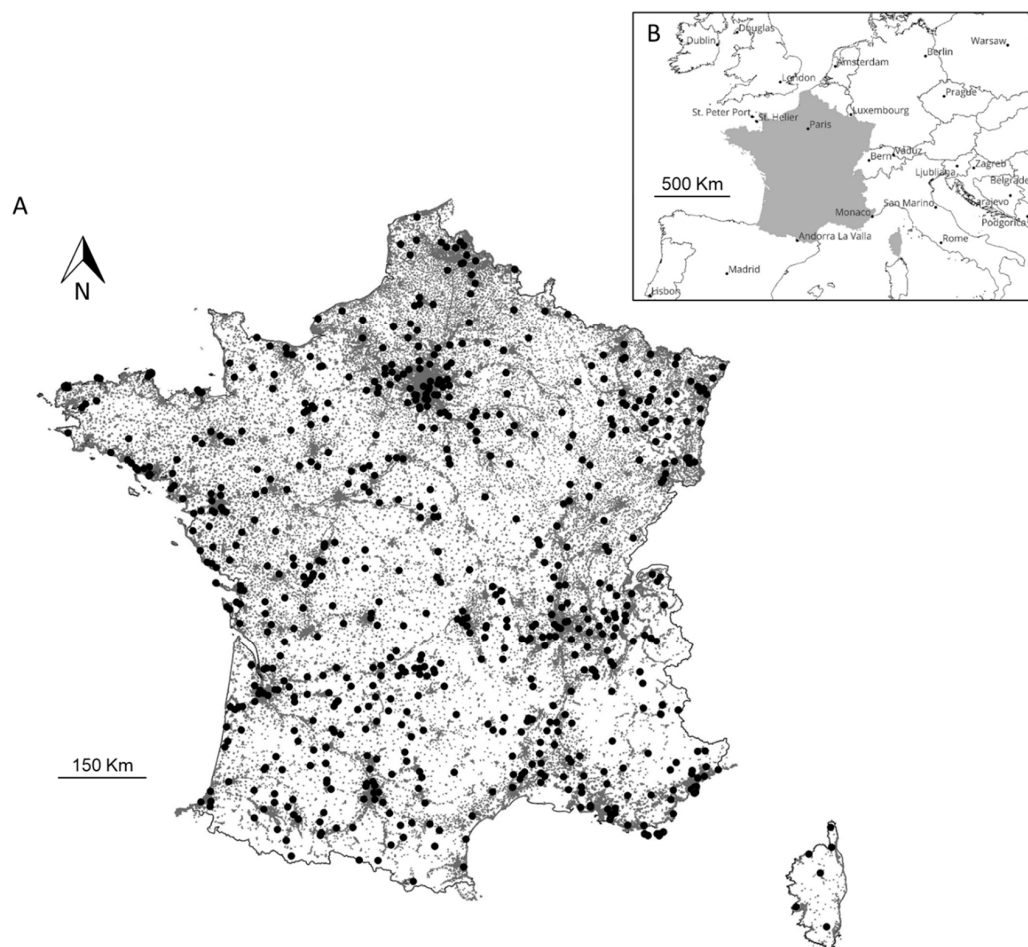 B
Dublin
Douglas
Warsaw
Berlin
Amsterdam
London
Prague
St. Peter Port
St. Helier
Luxembourg
Paris
Bern
Vaduz
Zagreb
Ljubljana
500 Km
Belgrade
San Marino
Sarajevo
Monaco
Podgorica
Andorra La Valla
Rome
Madrid
Lisbon
A
N
150 Km